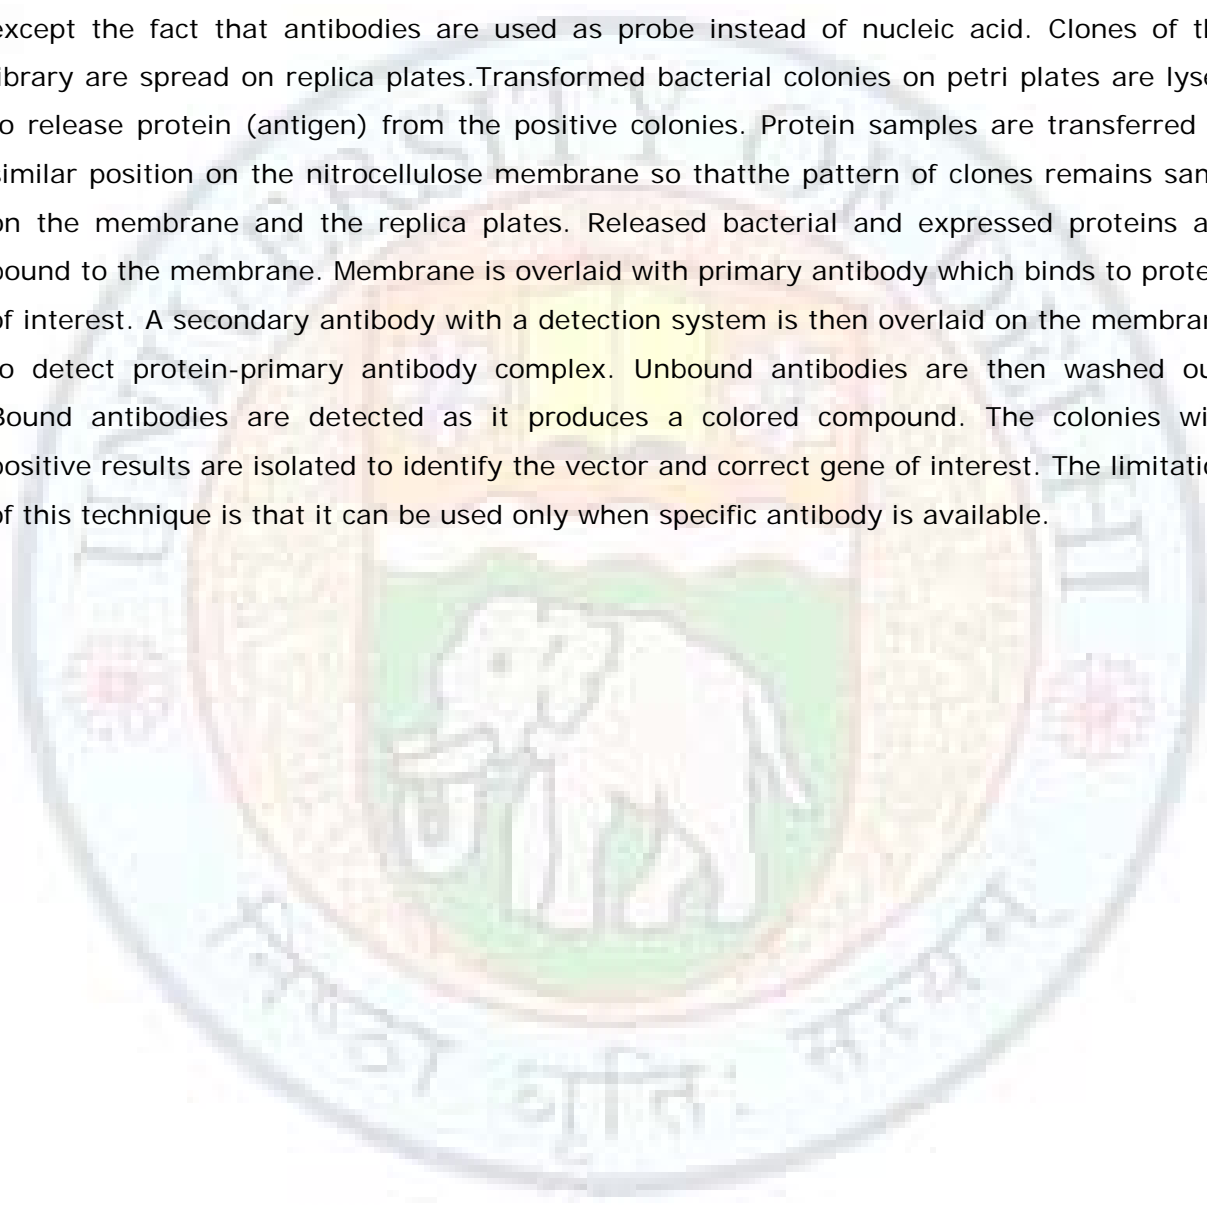 except the fact that antibodies are used as probe instead of nucleic acid. Clones of th
ibrary are spread on replica plates.Transformed bacterial colonies on petri plates are lyse
o release protein (antigen) from the positive colonies. Protein samples are transferred
similar position on the nitrocellulose membrane so thatthe pattern of clones remains sam
on the membrane and the replica plates. Released bacterial and expressed proteins a
bound to the membrane. Membrane is overlaid with primary antibody which binds to prote
of interest. A secondary antibody with a detection system is then overlaid on the membran
o detect protein-primary antibody complex. Unbound antibodies are then washed ou
Bound antibodies are detected as it produces a colored compound. The colonies wi
positive results are isolated to identify the vector and correct gene of interest. The limitatio
of this technique is that it can be used only when specific antibody is available.
UNIVERSITY OF DELHI
निष्ठा धृति: सत्यम्